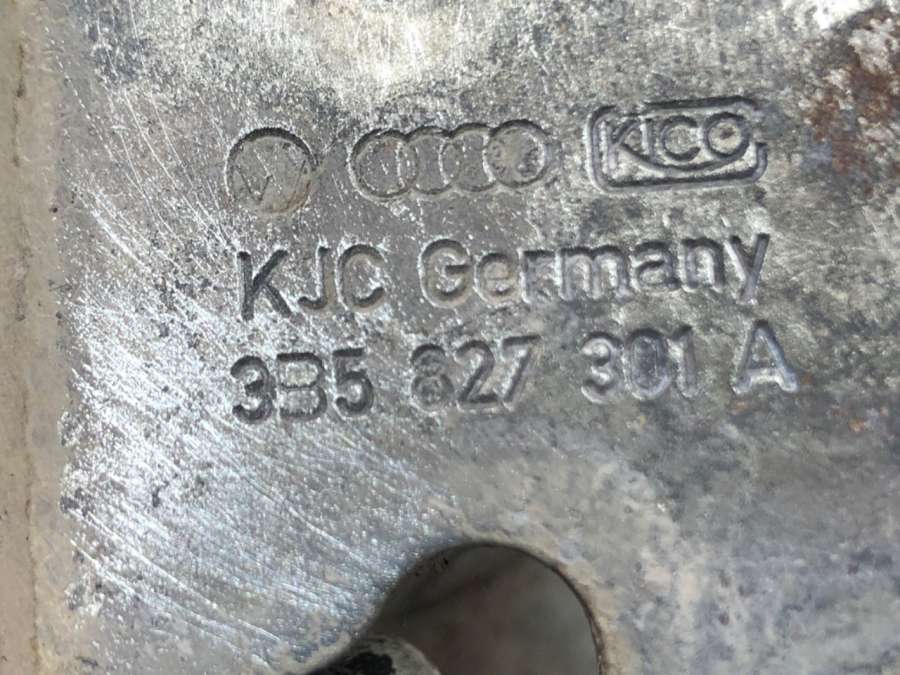 KICO
KJC Germany
3B5 827 301 A